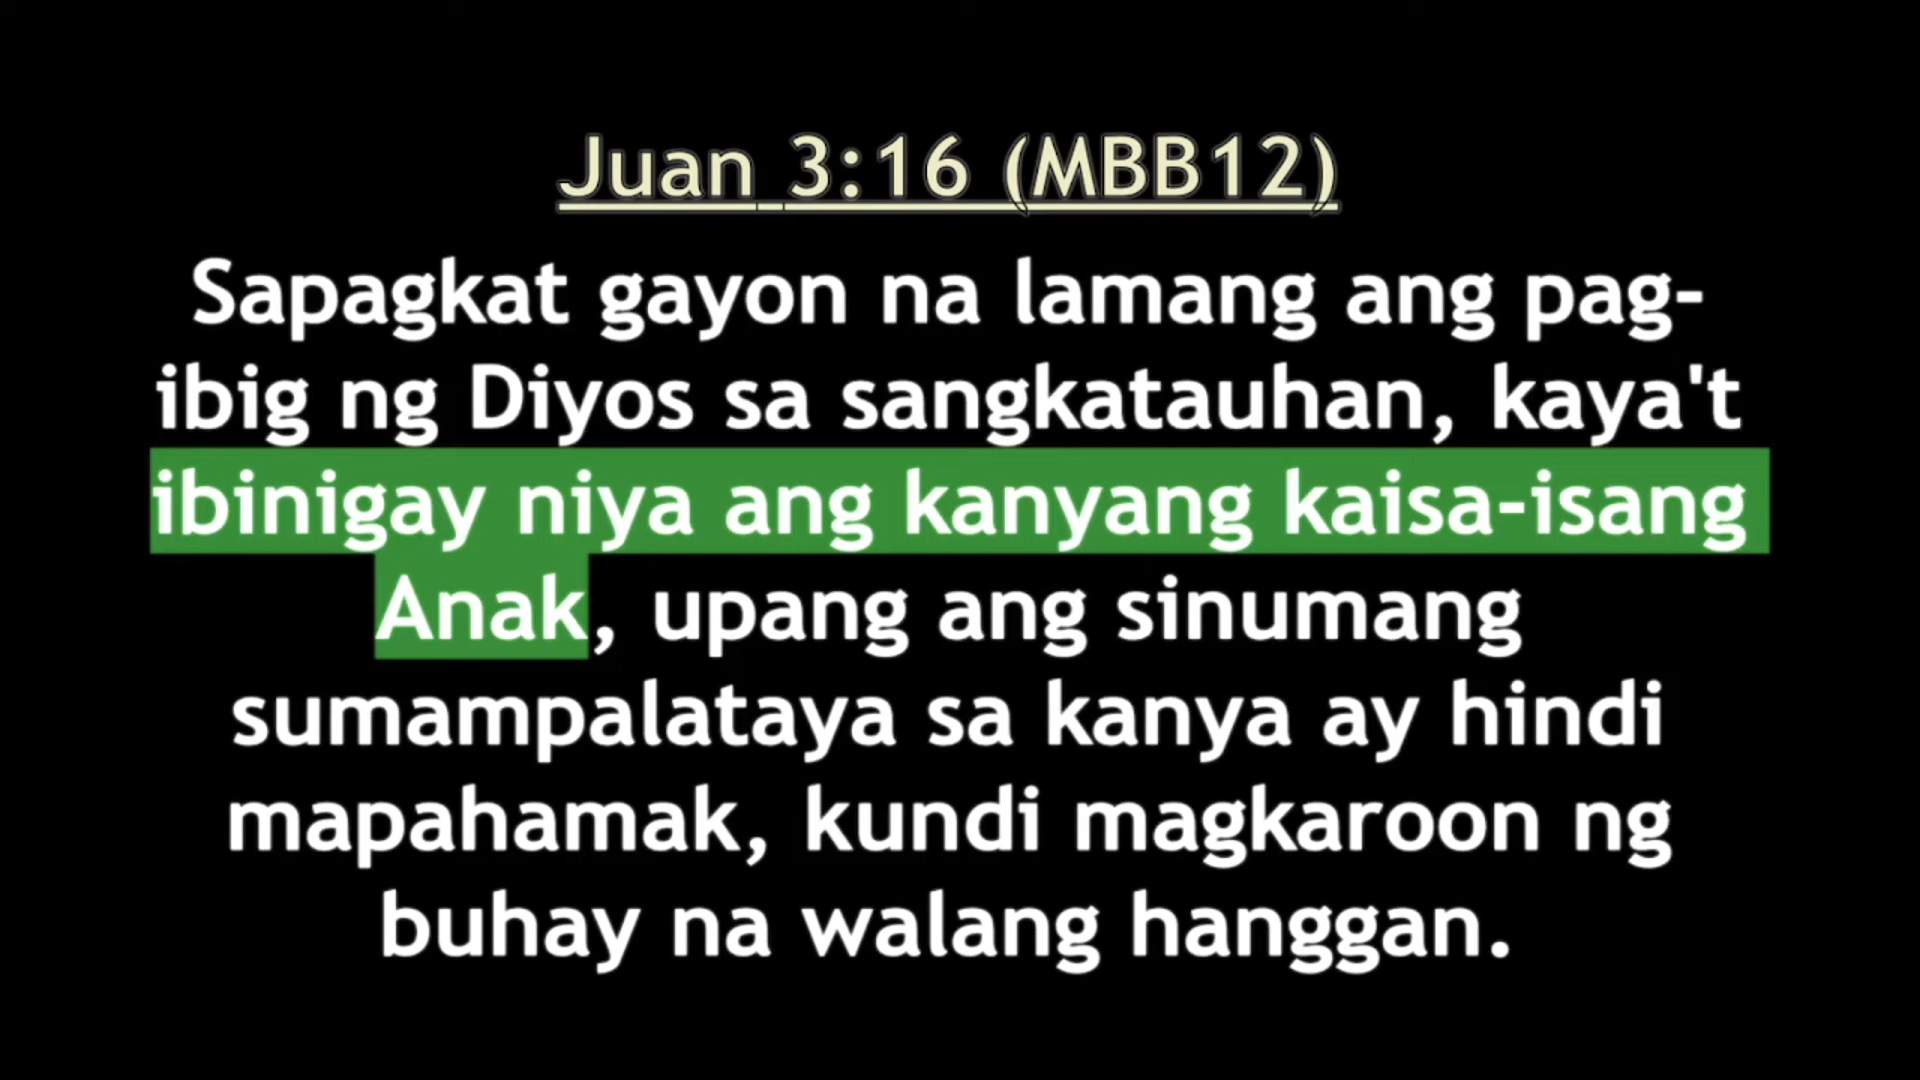 Juan 3:16 (MBB12)
Sapagkat gayon na lamang ang pag-
ibig ng Diyos sa sangkatauhan, kaya't
ibinigay niya ang kanyang kaisa-isang
Anak, upang ang sinumang
sumampalataya sa kanya ay hindi
mapahamak, kundi magkaroon ng
buhay na walang hanggan.